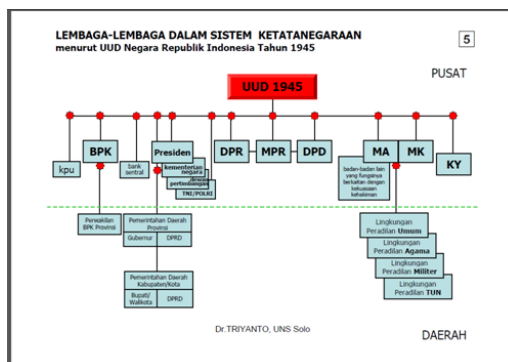 LEMBAGA-LEMBAGA DALAM SISTEM KETATANEGARAAN
menurut UUD Negara Republik Indonesia Tahun 1945
5
PUSAT
UUD 1945
kpu
BPK
bank
sentral
Presiden
kementerian
negara
dewan
pertimbangan
TNI/POLRI
DPR
MPR
DPD
MA
MK
KY
badan-badan lain
yang fungsinya
berkaitan dengan
kekuasaan
kehakiman
Perwakilan
BPK Provinsi
Pemerintahan Daerah
Provinsi
Gubernur
DPRD
Pemerintahan Daerah
Kabupaten/Kota
Bupati/
Walikota
DPRD
Lingkungan
Peradilan Umum
Lingkungan
Peradilan Agama
Lingkungan
Peradilan Militer
Lingkungan
Peradilan TUN
Dr.TRIYANTO, UNS Solo
DAERAH